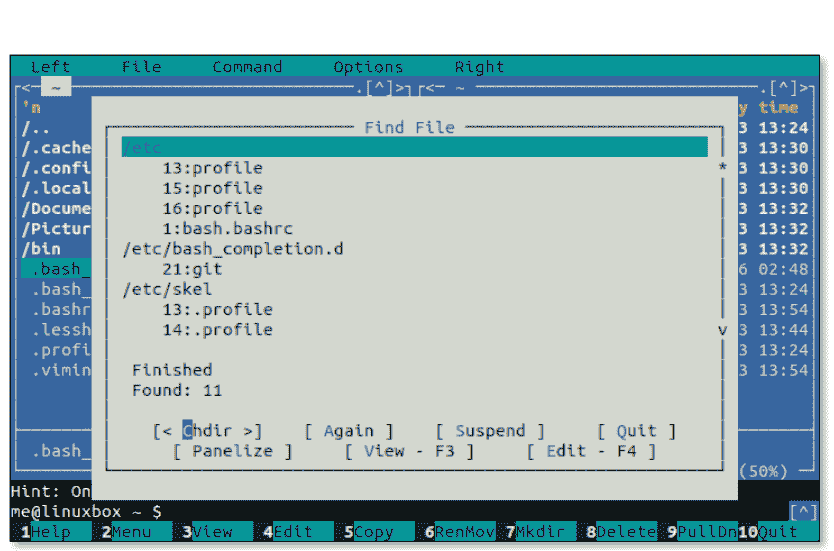 Left File Command Options Right
<─ ~ .[^]>┐┌<─ ~ .[^]>┐
'n y time
/.. 3 13:24
/.cache 3 13:30
/.confi 3 13:30
/.local 3 13:30
/Docume 3 13:32
/Pictur 3 13:32
/bin 3 13:32
.bash_ 6 02:48
.bash_ 3 13:24
.bashr 3 13:54
.lessh 3 13:44
.profi 3 13:24
.vimin 3 13:54
.bash_
(50%)
Find File
/etc
13:profile *
15:profile
16:profile
1:bash.bashrc
/etc/bash_completion.d
21:git
/etc/skel
13:.profile
14:.profile v
Finished
Found: 11
[< Chdir >] [ Again ] [ Suspend ] [ Quit ]
[ Panelize ] [ View - F3 ] [ Edit - F4 ]
Hint: On
me@linuxbox ~ $ [^]
1Help 2Menu 3View 4Edit 5Copy 6RenMov 7Mkdir 8Delete 9PullDn 10Quit